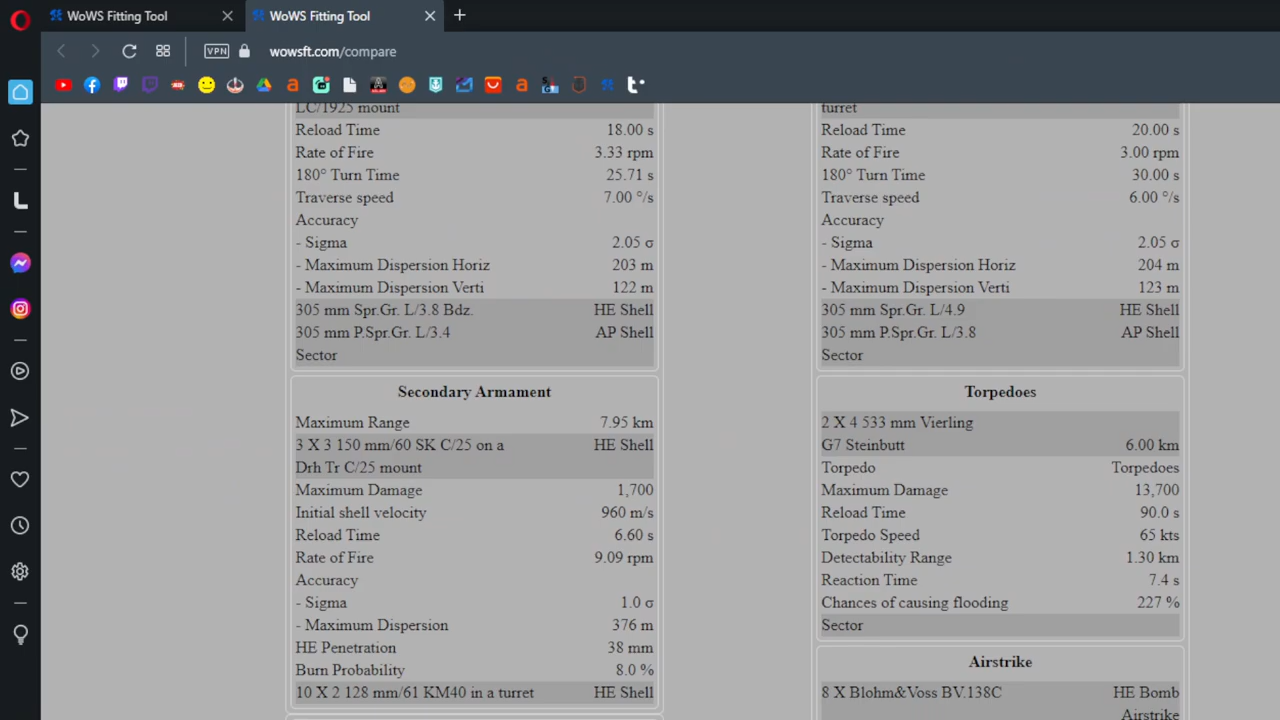 WoWS Fitting Tool
WoWS Fitting Tool
VPN wowsft.com/compare
LC/1925 mount
Reload Time 18.00 s
Rate of Fire 3.33 rpm
180° Turn Time 25.71 s
Traverse speed 7.00 °/s
Accuracy
- Sigma 2.05 σ
- Maximum Dispersion Horiz 203 m
- Maximum Dispersion Verti 122 m
305 mm Spr.Gr. L/3.8 Bdz. HE Shell
305 mm P.Spr.Gr. L/3.4 AP Shell
Sector
Secondary Armament
Maximum Range 7.95 km
3 X 3 150 mm/60 SK C/25 on a HE Shell
Drh Tr C/25 mount
Maximum Damage 1,700
Initial shell velocity 960 m/s
Reload Time 6.60 s
Rate of Fire 9.09 rpm
Accuracy
- Sigma 1.0 σ
- Maximum Dispersion 376 m
HE Penetration 38 mm
Burn Probability 8.0 %
10 X 2 128 mm/61 KM40 in a turret HE Shell
turret
Reload Time 20.00 s
Rate of Fire 3.00 rpm
180° Turn Time 30.00 s
Traverse speed 6.00 °/s
Accuracy
- Sigma 2.05 σ
- Maximum Dispersion Horiz 204 m
- Maximum Dispersion Verti 123 m
305 mm Spr.Gr. L/4.9 HE Shell
305 mm P.Spr.Gr. L/3.8 AP Shell
Sector
Torpedoes
2 X 4 533 mm Vierling
G7 Steinbutt 6.00 km
Torpedo Torpedoes
Maximum Damage 13,700
Reload Time 90.0 s
Torpedo Speed 65 kts
Detectability Range 1.30 km
Reaction Time 7.4 s
Chances of causing flooding 227 %
Sector
Airstrike
8 X Blohm&Voss BV.138C HE Bomb
Airstrike